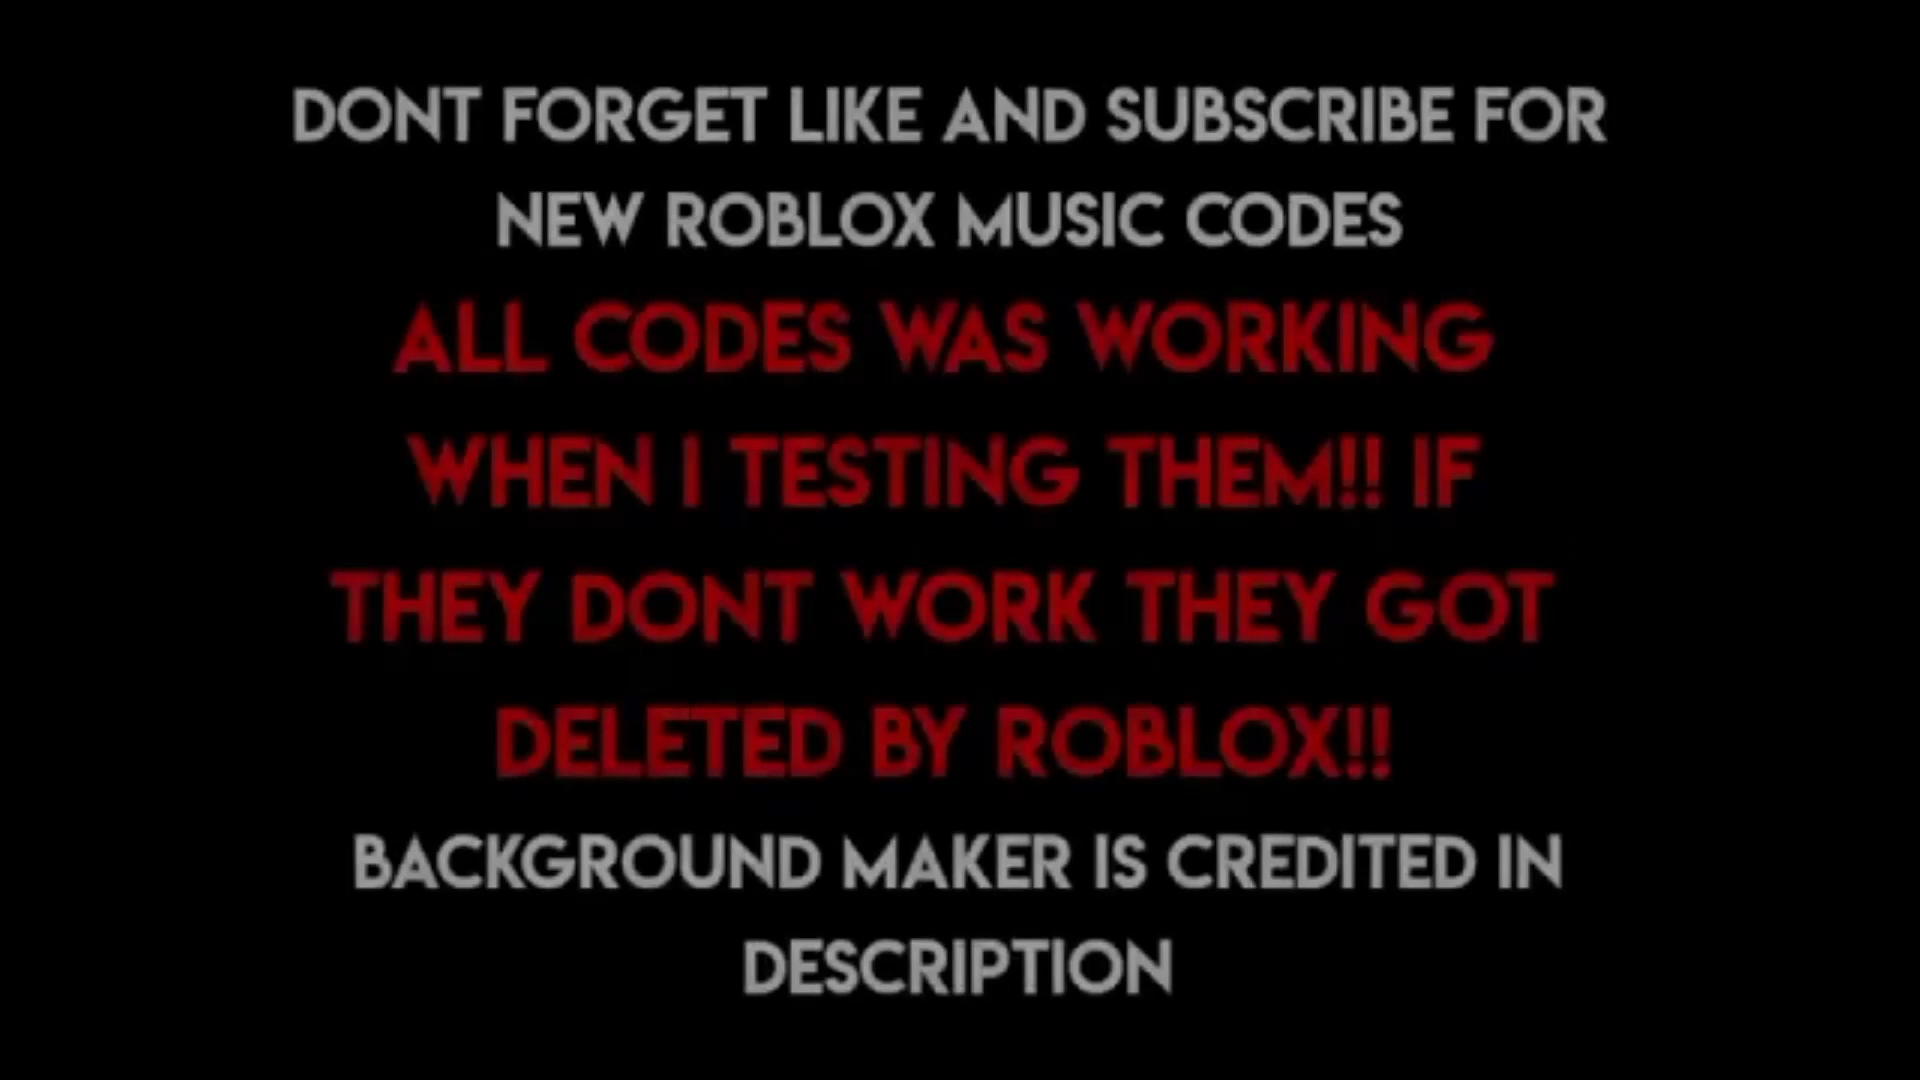 DONT FORGET LIKE AND SUBSCRIBE FOR
NEW ROBLOX MUSIC CODES
ALL CODES WAS WORKING
WHEN I TESTING THEM!! IF
THEY DONT WORK THEY GOT
DELETED BY ROBLOX!!
BACKGROUND MAKER IS CREDITED IN
DESCRIPTION